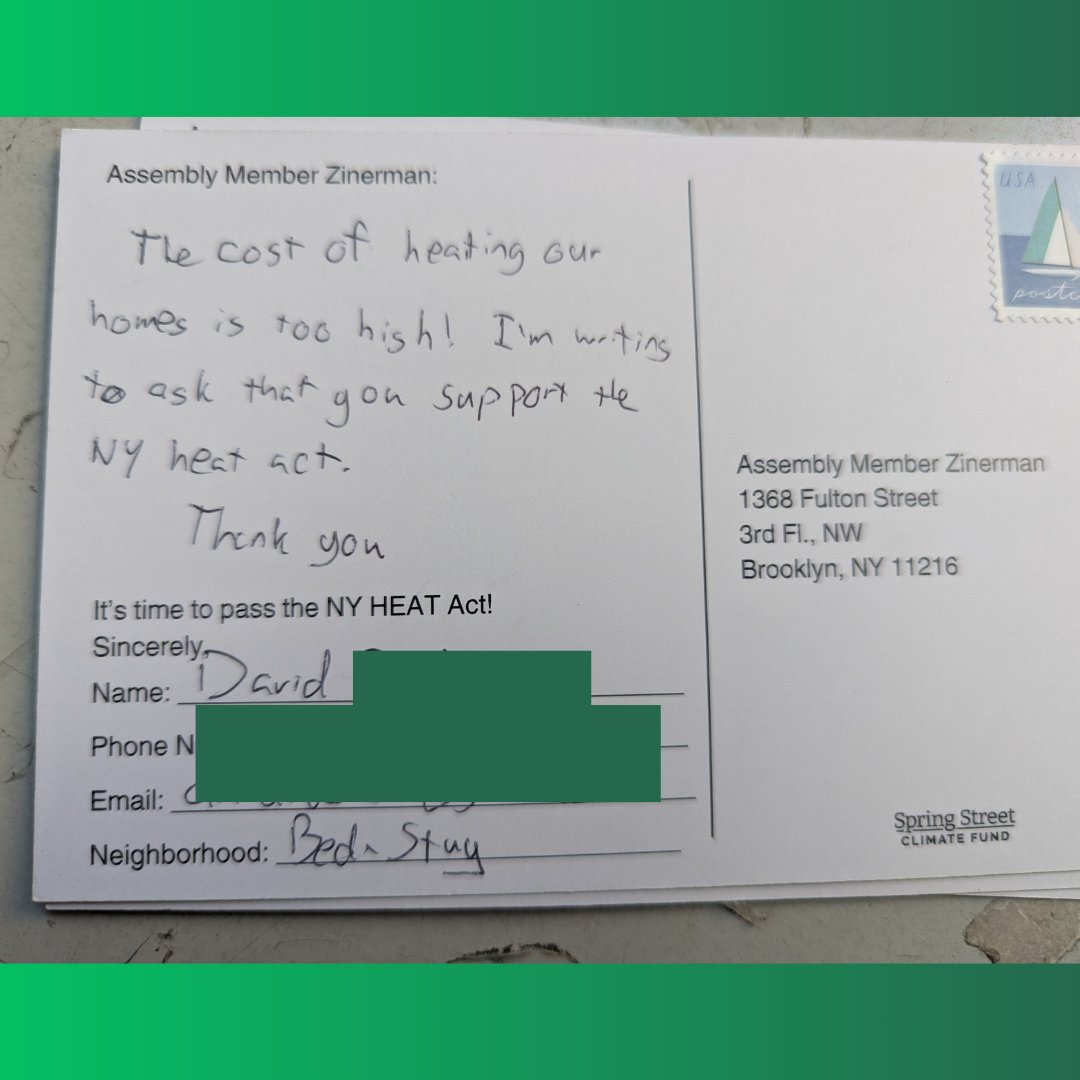 Assembly Member Zinerman:
The cost of heating our
homes is too high! I'm writing
to ask that you support the
NY heat act.
Thank you
It's time to pass the NY HEAT Act!
Sincerely,
Name: David
Phone N
Email:
Neighborhood: Bed-Stuy
USA
postc
Assembly Member Zinerman
1368 Fulton Street
3rd Fl., NW
Brooklyn, NY 11216
Spring Street
CLIMATE FUND